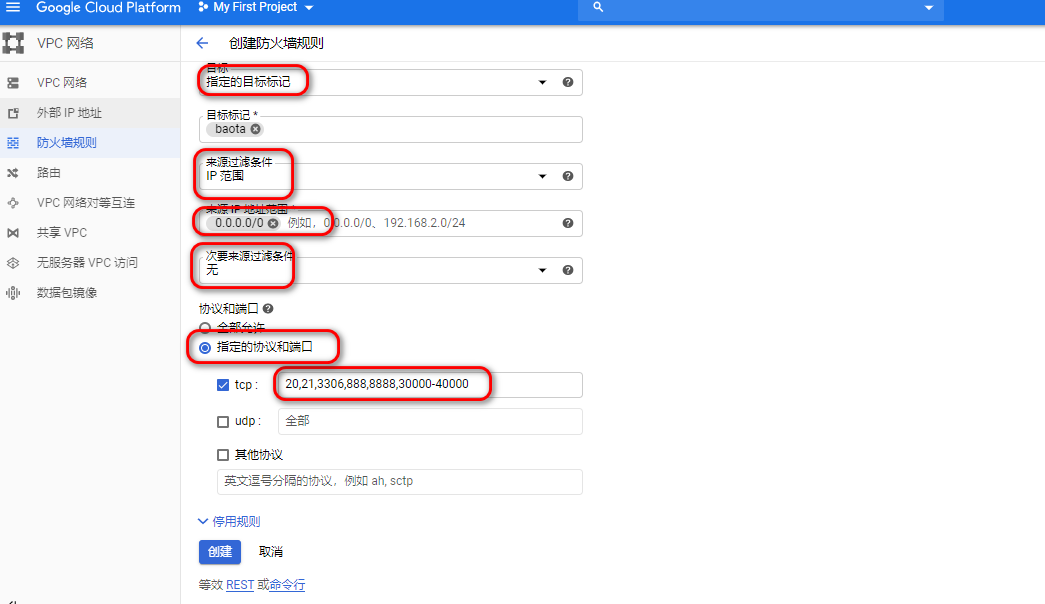 Google Cloud Platform
My First Project
VPC 网络
创建防火墙规则
VPC 网络
外部 IP 地址
防火墙规则
路由
VPC 网络对等互连
共享 VPC
无服务器 VPC 访问
数据包镜像
目标
指定的目标标记
目标标记 *
baota
来源过滤条件
IP 范围
来源 IP 地址范围 *
0.0.0.0/0 例如，0.0.0.0/0、192.168.2.0/24
次要来源过滤条件
无
协议和端口
全部允许
指定的协议和端口
tcp : 20,21,3306,888,8888,30000-40000
udp : 全部
其他协议
英文逗号分隔的协议，例如 ah, sctp
停用规则
创建 取消
等效 REST 或命令行